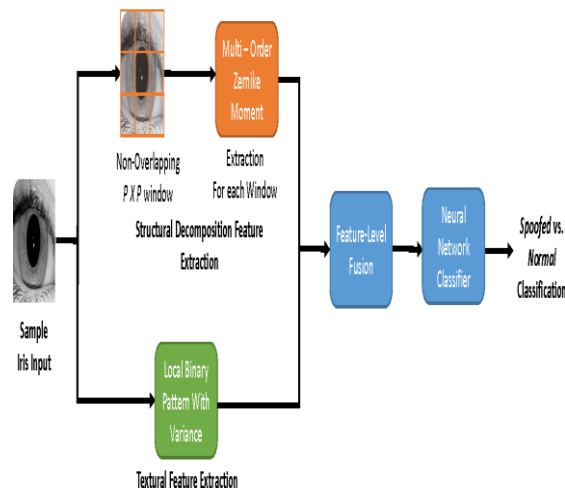 Multi – Order
Zernike
Moment
Non-Overlapping
P X P window
Extraction
For each Window
Structural Decomposition Feature
Extraction
Sample
Iris Input
Feature-Level
Fusion
Neural
Network
Classifier
Spoofed vs.
Normal
Classification
Local Binary
Pattern With
Variance
Textural Feature Extraction